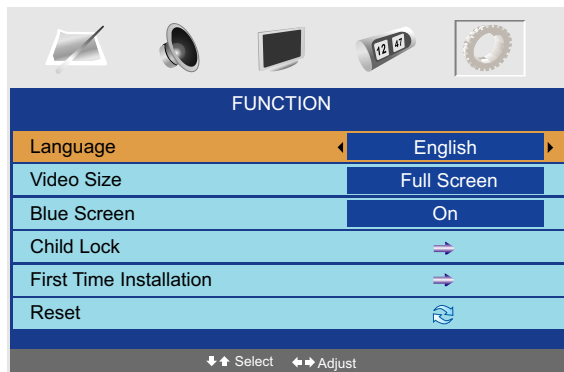 12 47
FUNCTION
Language English
Video Size Full Screen
Blue Screen On
Child Lock
First Time Installation
Reset
Select Adjust